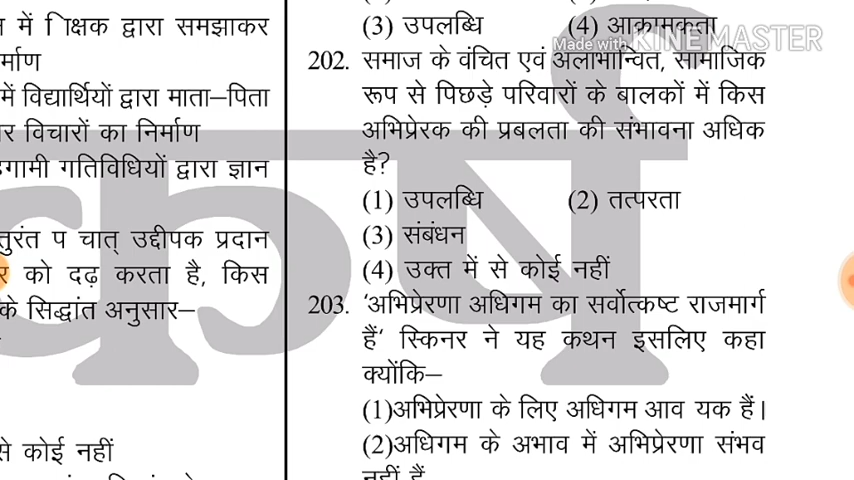 में शिक्षक द्वारा समझाकर
र्माण
में विद्यार्थियों द्वारा माता–पिता
र विचारों का निर्माण
गामी गतिविधियों द्वारा ज्ञान
तुरंत प चात् उद्दीपक प्रदान
र को दढ़ करता है, किस
के सिद्धांत अनुसार–
से कोई नहीं
(3) उपलब्धि (4) आक्रामकता
Made with KINEMASTER
202. समाज के वंचित एवं अलाभान्वित, सामाजिक
रूप से पिछड़े परिवारों के बालकों में किस
अभिप्रेरक की प्रबलता की संभावना अधिक
है?
(1) उपलब्धि (2) तत्परता
(3) संबंधन
(4) उक्त में से कोई नहीं
203. 'अभिप्रेरणा अधिगम का सर्वोत्कष्ट राजमार्ग
हैं' स्किनर ने यह कथन इसलिए कहा
क्योंकि–
(1)अभिप्रेरणा के लिए अधिगम आव यक हैं।
(2)अधिगम के अभाव में अभिप्रेरणा संभव
नहीं हैं